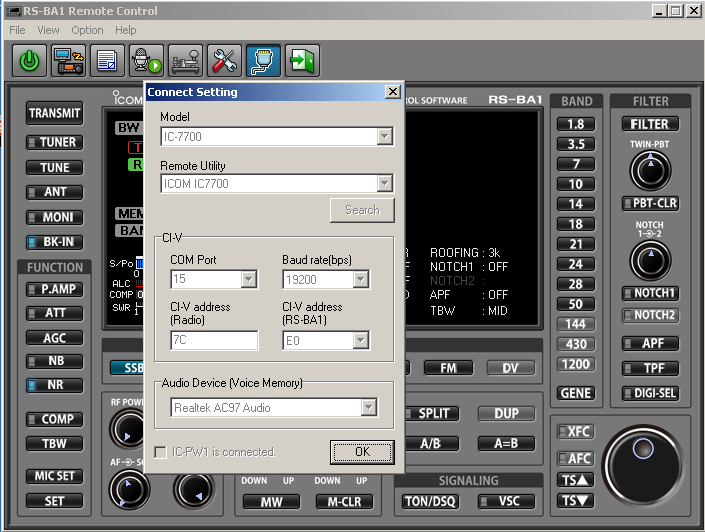 RS-BA1 Remote Control
File View Option Help
ICOM
ROL SOFTWARE RS-BA1
Connect Setting
Model
IC-7700
Remote Utility
ICOM IC7700
Search
CI-V
COM Port
15
Baud rate(bps)
19200
CI-V address
(Radio)
7C
CI-V address
(RS-BA1)
E0
Audio Device (Voice Memory)
Realtek AC97 Audio
IC-PW1 is connected.
OK
TRANSMIT
TUNER
TUNE
ANT
MONI
BK-IN
FUNCTION
P.AMP
ATT
AGC
NB
NR
COMP
TBW
MIC SET
SET
BW
T
R
MEM
BAN
S/Po
0
ALC
COMP 0
SWR 1
ROOFING : 3k
NOTCH1 : OFF
NOTCH2 :
APF : OFF
TBW : MID
SSB
FM
DV
RF POW
AF
SPLIT
DUP
A/B
A=B
DOWN UP
MW
DOWN UP
M-CLR
SIGNALING
TON/DSQ
VSC
BAND
1.8
3.5
7
10
14
18
21
24
28
50
144
430
1200
GENE
XFC
AFC
TS▲
TS▼
FILTER
FILTER
TWIN-PBT
PBT-CLR
NOTCH
1-2
NOTCH1
NOTCH2
APF
TPF
DIGI-SEL